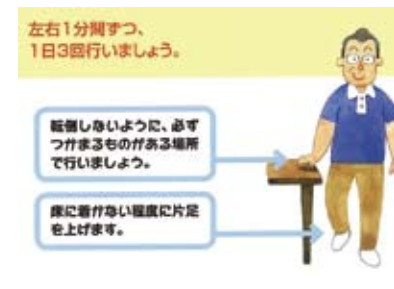 左右1分間ずつ、
1日3回行いましょう。
転倒しないように、必ず
つかまるものがある場所
で行いましょう。
床に着かない程度に片足
を上げます。